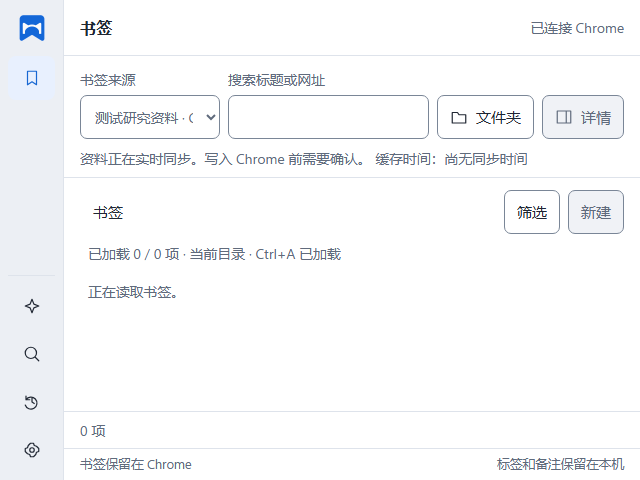 书签
已连接 Chrome
书签来源
搜索标题或网址
测试研究资料 · C
文件夹
详情
资料正在实时同步。写入 Chrome 前需要确认。 缓存时间：尚无同步时间
书签
筛选
新建
已加载 0 / 0 项 · 当前目录 · Ctrl+A 已加载
正在读取书签。
0 项
书签保留在 Chrome
标签和备注保留在本机